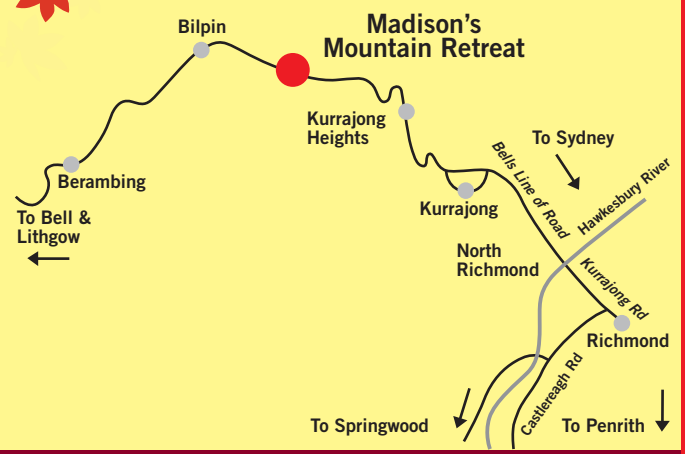 Bilpin
Madison's
Mountain Retreat
Kurrajong
Heights
To Sydney
Bells Line of Road
Hawkesbury River
Berambing
Kurrajong
To Bell &
Lithgow
North
Richmond
Kurrajong Rd
Richmond
Castlereagh Rd
To Springwood
To Penrith